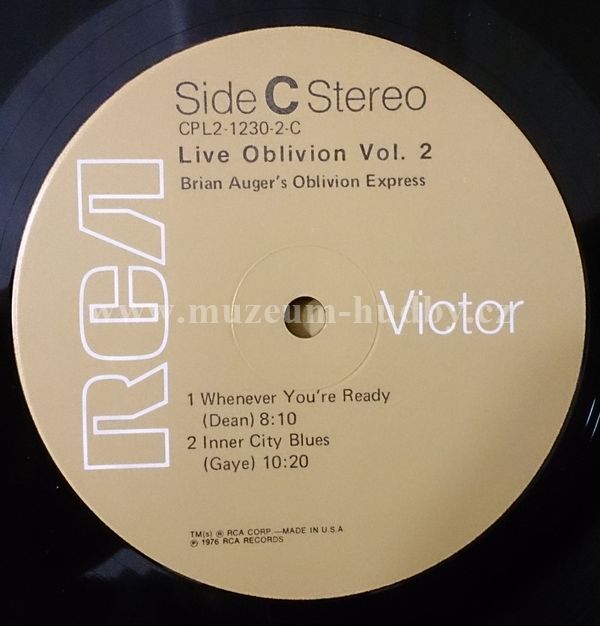 Side C Stereo
CPL2-1230-2-C
Live Oblivion Vol. 2
Brian Auger's Oblivion Express
RCA
Victor
www.muzeum-hudby.cz
1 Whenever You're Ready
(Dean) 8:10
2 Inner City Blues
(Gaye) 10:20
TM(s) ® RCA CORP.—MADE IN U.S.A.
℗ 1976 RCA RECORDS